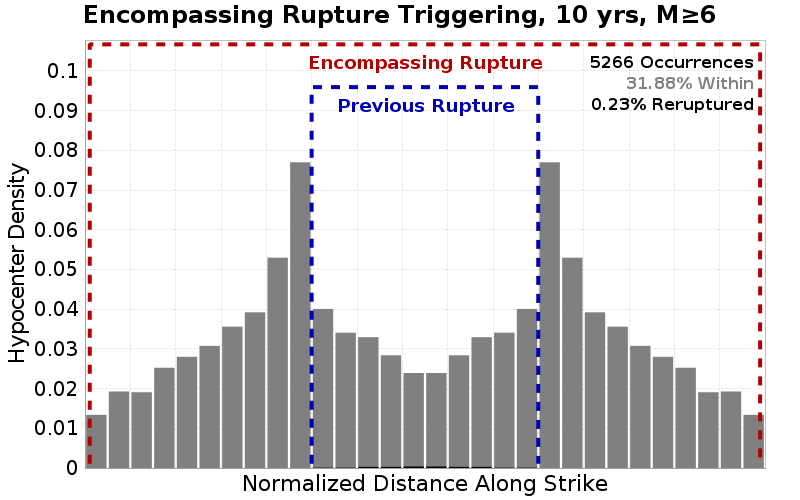 Encompassing Rupture Triggering, 10 yrs, M≥6
Encompassing Rupture
Previous Rupture
5266 Occurrences
31.88% Within
0.23% Reruptured
Hypocenter Density
0.1
0.09
0.08
0.07
0.06
0.05
0.04
0.03
0.02
0.01
0
Normalized Distance Along Strike